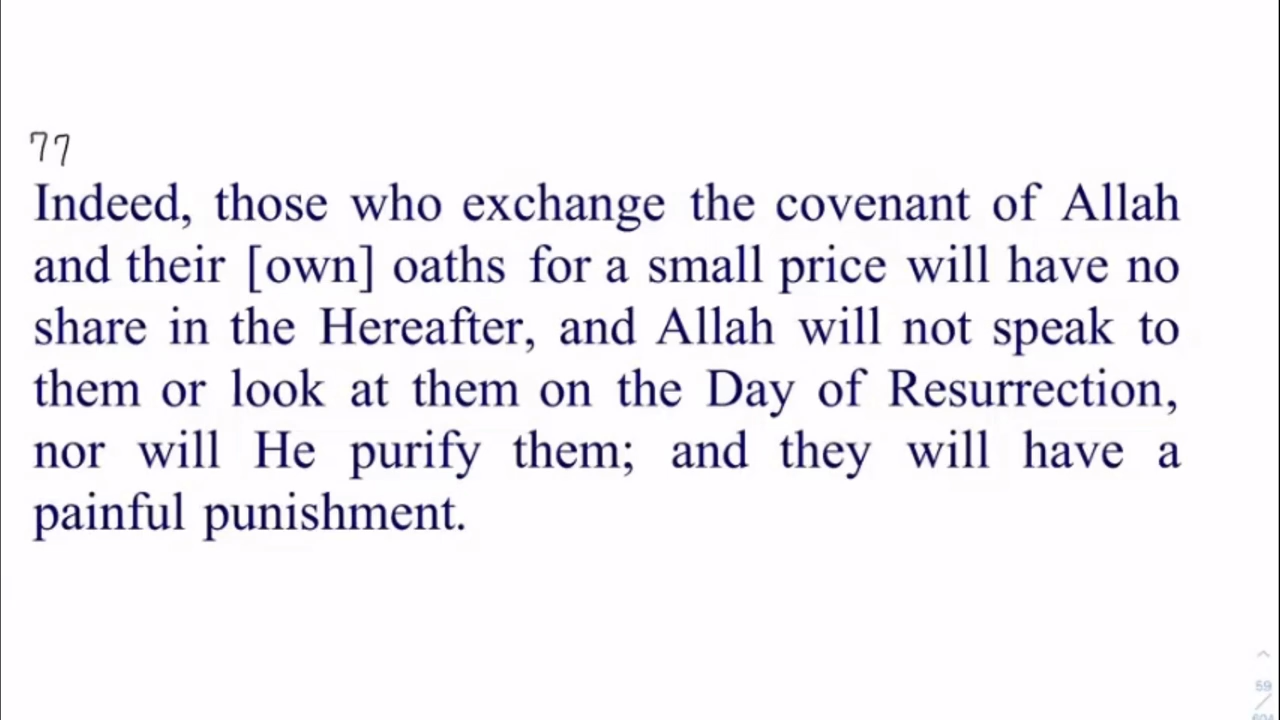 77
Indeed, those who exchange the covenant of Allah
and their [own] oaths for a small price will have no
share in the Hereafter, and Allah will not speak to
them or look at them on the Day of Resurrection,
nor will He purify them; and they will have a
painful punishment.
59
/
604